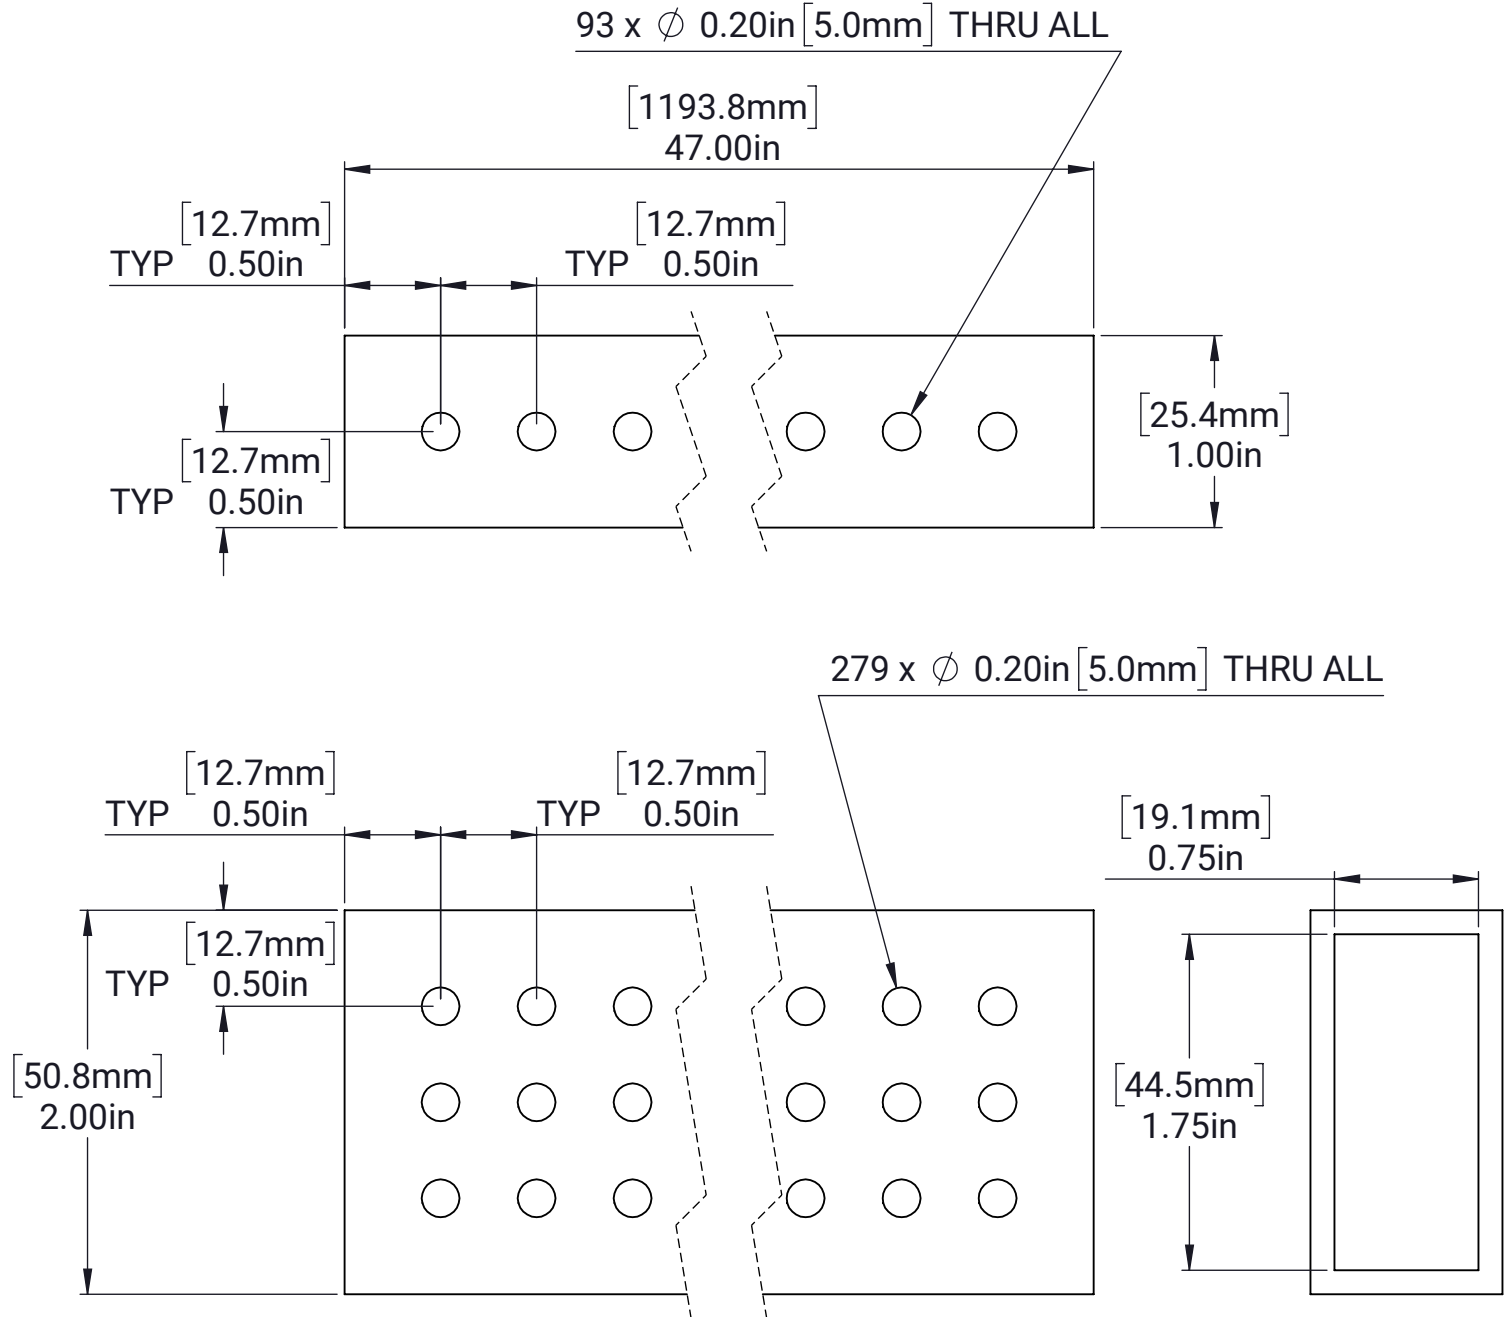 93 x ∅ 0.20in [5.0mm] THRU ALL
[1193.8mm]
47.00in
[12.7mm]
TYP 0.50in
[12.7mm]
TYP 0.50in
[12.7mm]
TYP 0.50in
[25.4mm]
1.00in
279 x ∅ 0.20in [5.0mm] THRU ALL
[12.7mm]
TYP 0.50in
[12.7mm]
TYP 0.50in
[19.1mm]
0.75in
[12.7mm]
TYP 0.50in
[50.8mm]
2.00in
[44.5mm]
1.75in